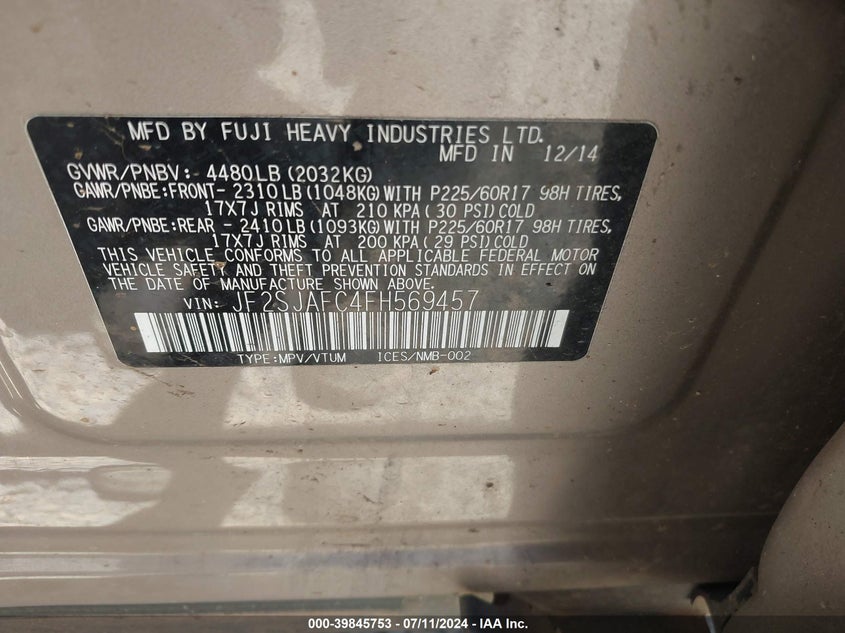 MFD BY FUJI HEAVY INDUSTRIES LTD.
MFD IN 12/14
GVWR/PNBV: 4480LB (2032KG)
GAWR/PNBE:FRONT- 2310LB (1048KG) WITH P225/60R17 98H TIRES,
17X7J RIMS AT 210 KPA( 30 PSI) COLD
GAWR/PNBE:REAR - 2410LB (1093KG) WITH P225/60R17 98H TIRES,
17X7J RIMS AT 200 KPA( 29 PSI) COLD
THIS VEHICLE CONFORMS TO ALL APPLICABLE FEDERAL MOTOR
VEHICLE SAFETY AND THEFT PREVENTION STANDARDS IN EFFECT ON
THE DATE OF MANUFACTURE SHOWN ABOVE.
VIN: JF2SJAFC4FH569457
TYPE:MPV/VTUM ICES/NMB-002
000-39845753 - 07/11/2024 - IAA Inc.